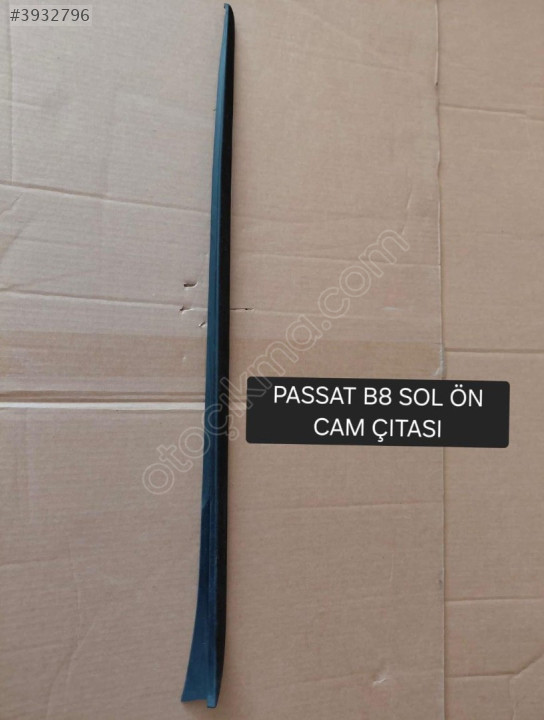 #3932796
otoçıkma.com
PASSAT B8 SOL ÖN
CAM ÇITASI